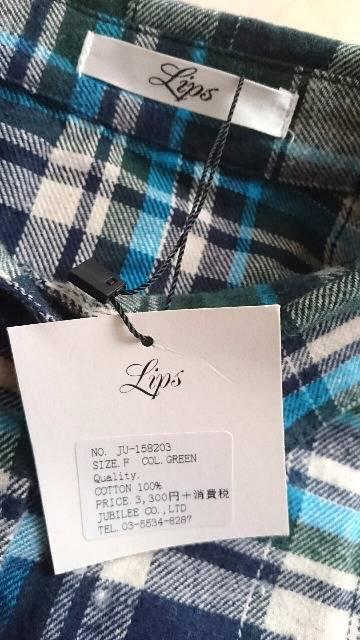 Lips
Lips
NO. JU-158203
SIZE.F COL.GREEN
Quality.
COTTON 100%
PRICE.3,300円+消費税
JUBILEE CO.,LTD
TEL.03-5534-8287